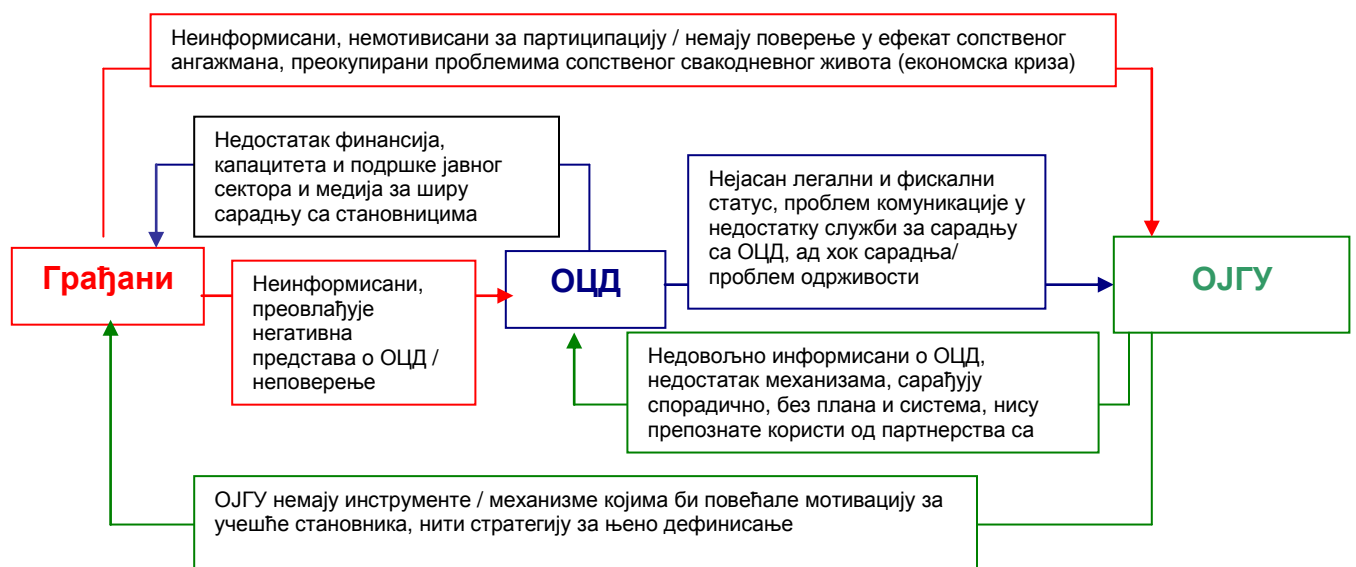 Неинформисани, немотивисани за партиципацију / немају поверење у ефекат сопственог
ангажмана, преокупирани проблемима сопственог свакодневног живота (економска криза)
Недостатак финансија,
капацитета и подршке јавног
сектора и медија за ширу
сарадњу са становницима
Нејасан легални и фискални
статус, проблем комуникације у
недостатку служби за сарадњу
са ОЦД, ад хок сарадња/
проблем одрживости
Грађани
Неинформисани,
преовлађује
негативна
представа о ОЦД /
неповерење
ОЦД
ОЈГУ
Недовољно информисани о ОЦД,
недостатак механизама, сарађују
спорадично, без плана и система, нису
препознате користи од партнерства са
ОЈГУ немају инструменте / механизме којима би повећале мотивацију за
учешће становника, нити стратегију за њено дефинисање